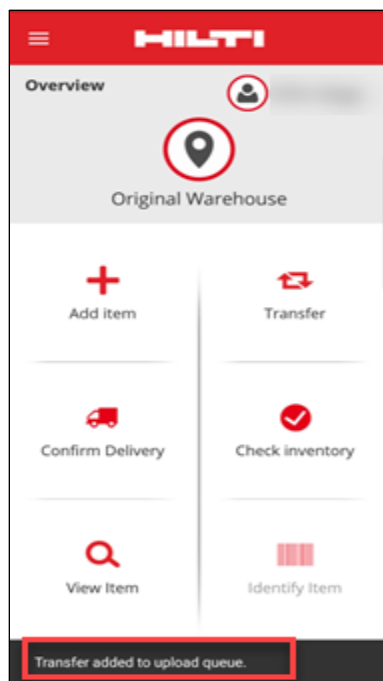 HILTI
Overview
Original Warehouse
Add item
Transfer
Confirm Delivery
Check inventory
View Item
Identify Item
Transfer added to upload queue.